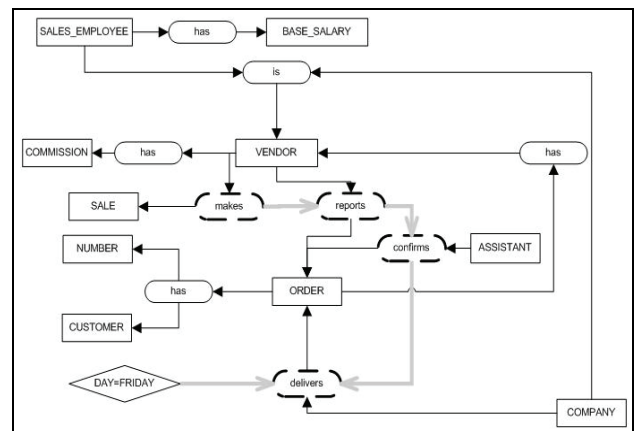 SALES_EMPLOYEE has BASE_SALARY
is
COMMISSION has VENDOR has
SALE makes reports
NUMBER confirms ASSISTANT
has ORDER
CUSTOMER
DAY=FRIDAY delivers
COMPANY